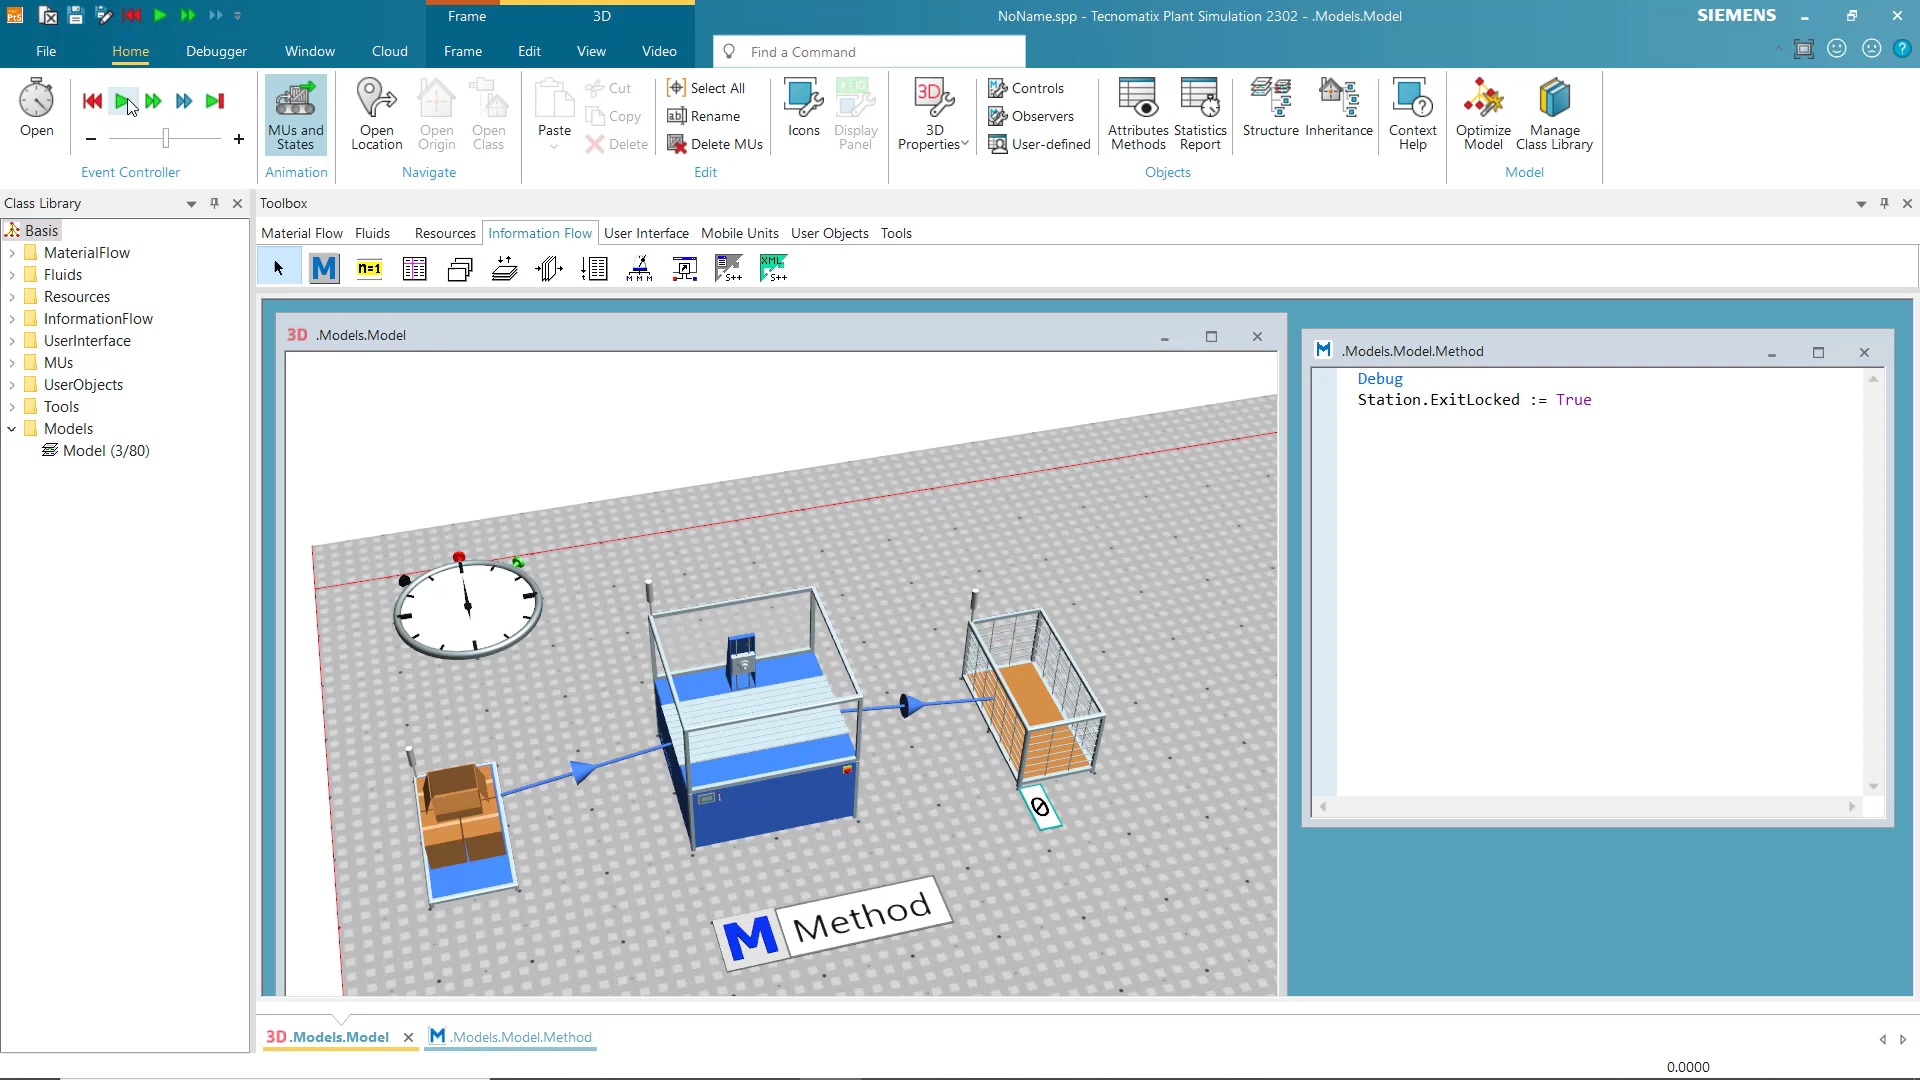 Frame
3D
NoName.spp - Tecnomatix Plant Simulation 2302 - .Models.Model
SIEMENS
File
Home
Debugger
Window
Cloud
Frame
Edit
View
Video
Find a Command
Open
Event Controller
MUs and
States
Animation
Open
Location
Open
Origin
Open
Class
Navigate
Paste
Cut
Copy
Delete
Select All
Rename
Delete MUs
Edit
Icons
Display
Panel
3D
Properties
Controls
Observers
User-defined
Attributes
Methods
Statistics
Report
Structure
Inheritance
Objects
Context
Help
Optimize
Model
Manage
Class Library
Model
Class Library
Toolbox
Basis
MaterialFlow
Fluids
Resources
InformationFlow
UserInterface
MUs
UserObjects
Tools
Models
Model (3/80)
Material Flow
Fluids
Resources
Information Flow
User Interface
Mobile Units
User Objects
Tools
M
n=1
S++
XML
S++
3D .Models.Model
M .Models.Model.Method
Debug
Station.ExitLocked := True
0
M Method
3D .Models.Model
M .Models.Model.Method
0.0000